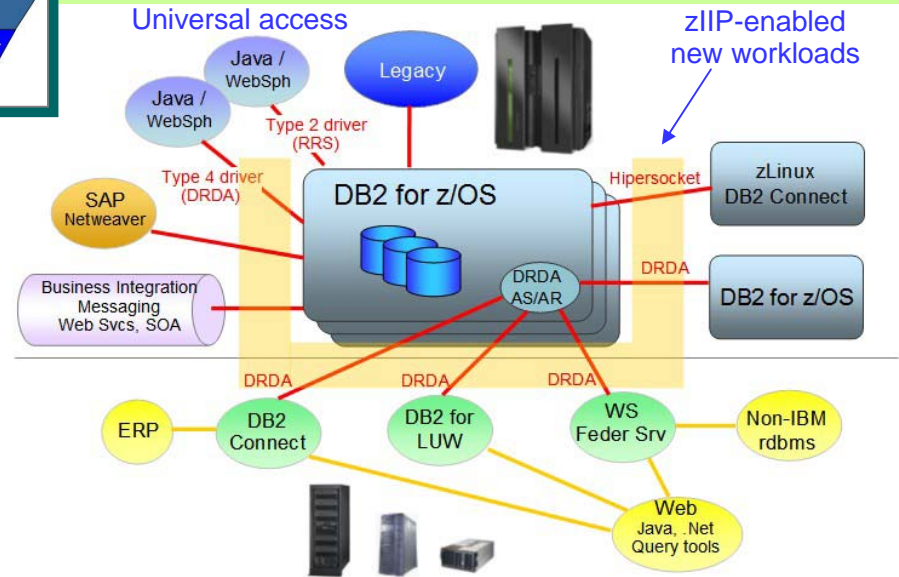 Universal access
zIIP-enabled
new workloads
Java /
WebSph
Java /
WebSph
Legacy
Type 2 driver
(RRS)
Type 4 driver
(DRDA)
SAP
Netweaver
Business Integration
Messaging
Web Svcs, SOA
DB2 for z/OS
DRDA
AS/AR
Hipersocket
zLinux
DB2 Connect
DRDA
DB2 for z/OS
DRDA
DRDA
DRDA
ERP
DB2
Connect
DB2 for
LUW
WS
Feder Srv
Non-IBM
rdbms
Web
Java, .Net
Query tools